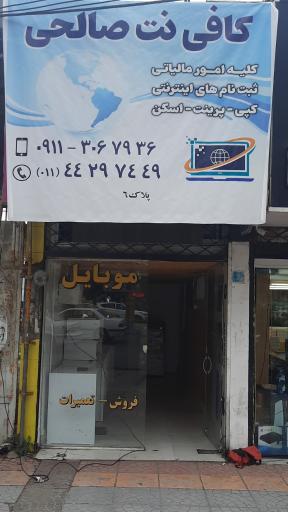 کافی نت صالحی
کلیه امور مالیاتی
ثبت نام های اینترنتی
کپی - پرینت - اسکن
۰۹۱۱ - ۳۰۶ ۷۹ ۳۶
(۰۱۱) ۴۴ ۲۹ ۷۴ ۴۹
پلاک ۶
موبایل
فروش - تعمیرات